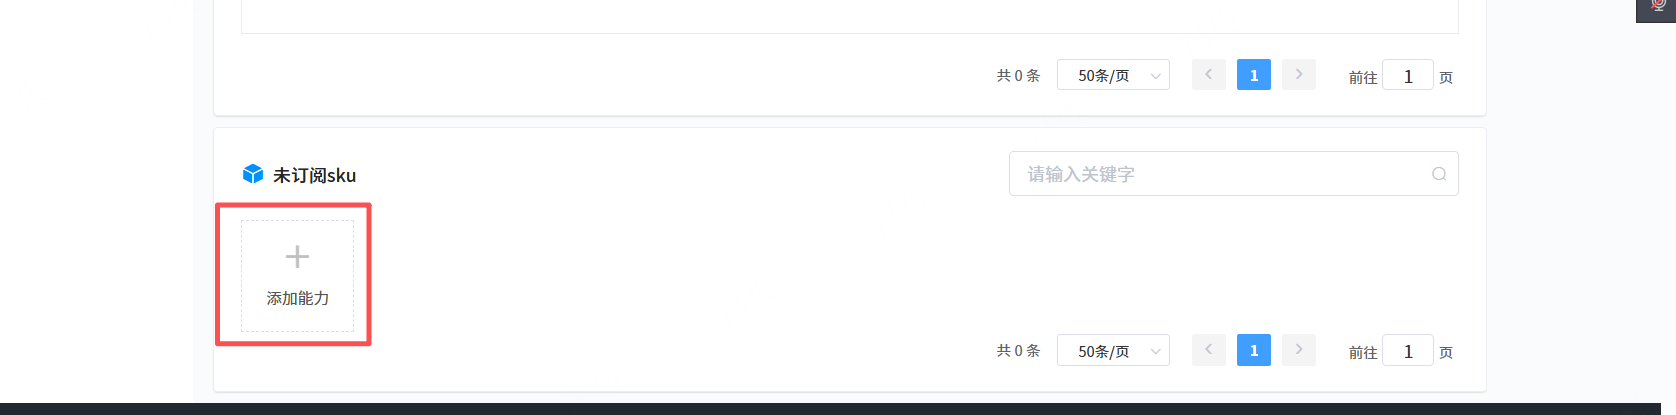 共 0 条 50条/页 1 前往 1 页
未订阅sku 请输入关键字
添加能力
共 0 条 50条/页 1 前往 1 页